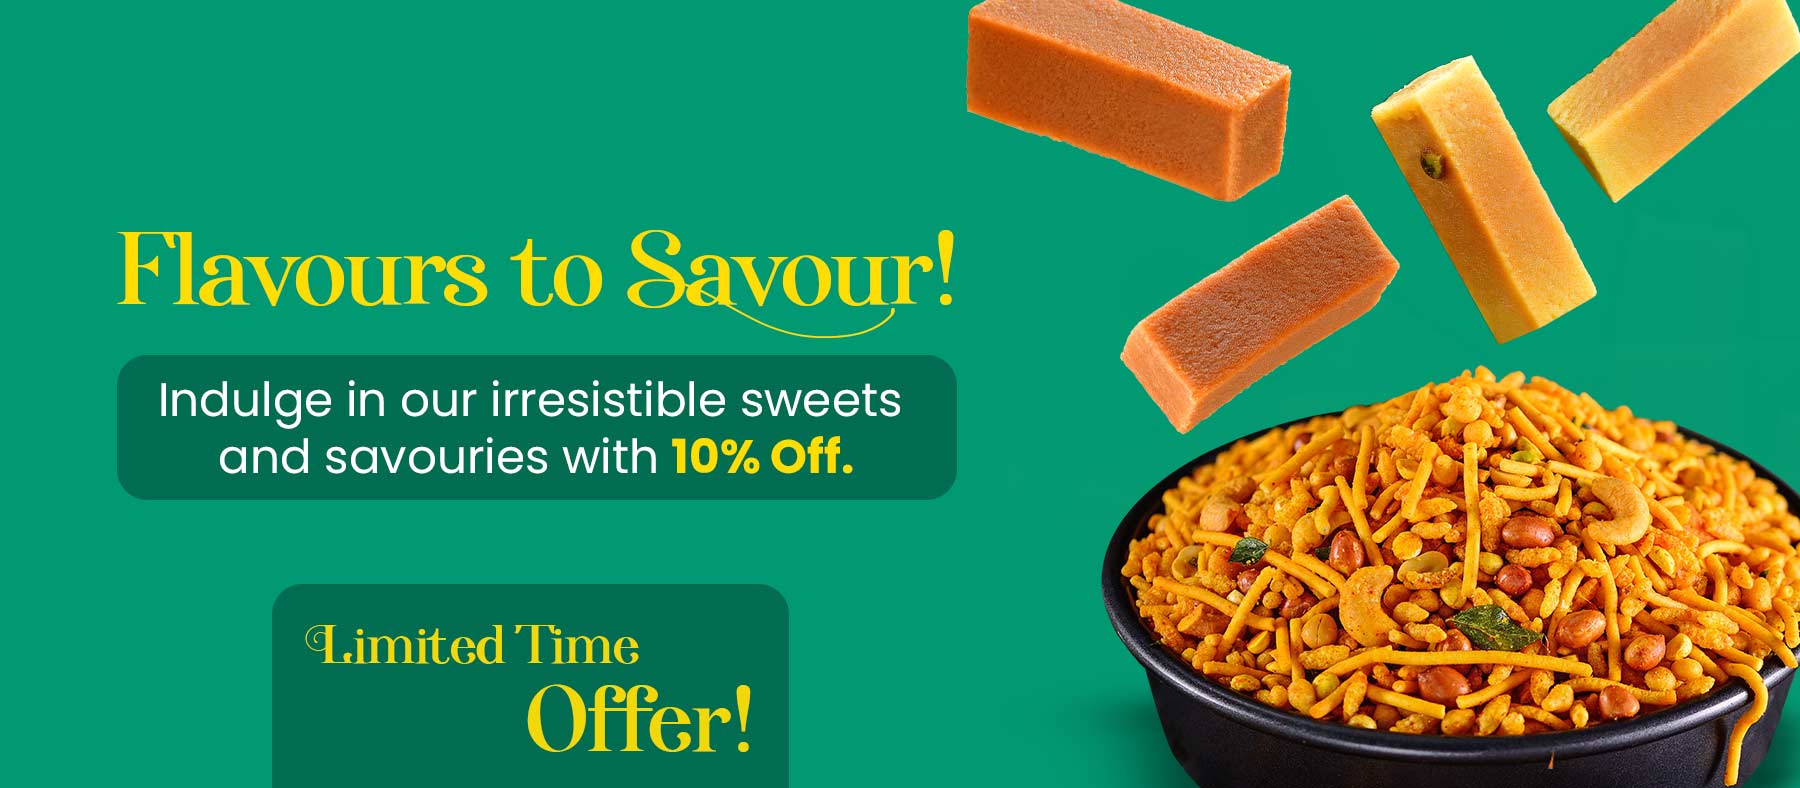 Flavours to Savour!
Indulge in our irresistible sweets
and savouries with 10% Off.
Limited Time
Offer!